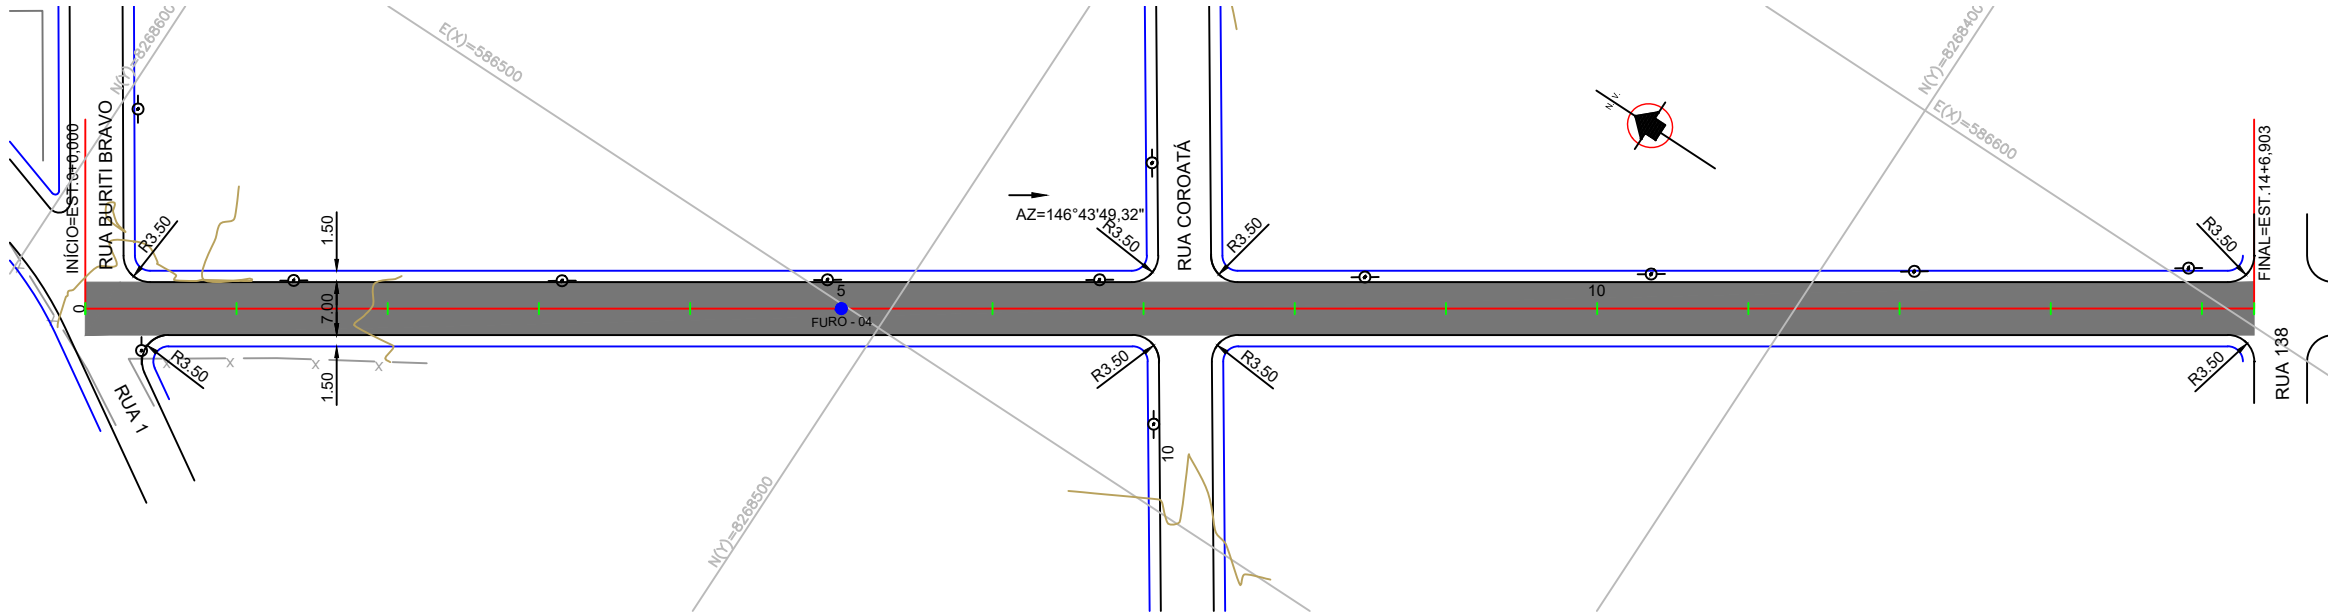 N(Y)=8268600
E(X)=586500
N(Y)=8268400
E(X)=586600
N. V.
INÍCIO=EST.0+0,000
RUA BURITI BRAVO
R3.50
1.50
AZ=146°43'49,32"
R3.50
RUA COROATÁ
R3.50
R3.50
FINAL=EST.14+6,903
0
7.00
5
FURO - 04
10
R3.50
1.50
R3.50
R3.50
R3.50
RUA 138
RUA 1
10
N(Y)=8268500
X
X
X
X
X